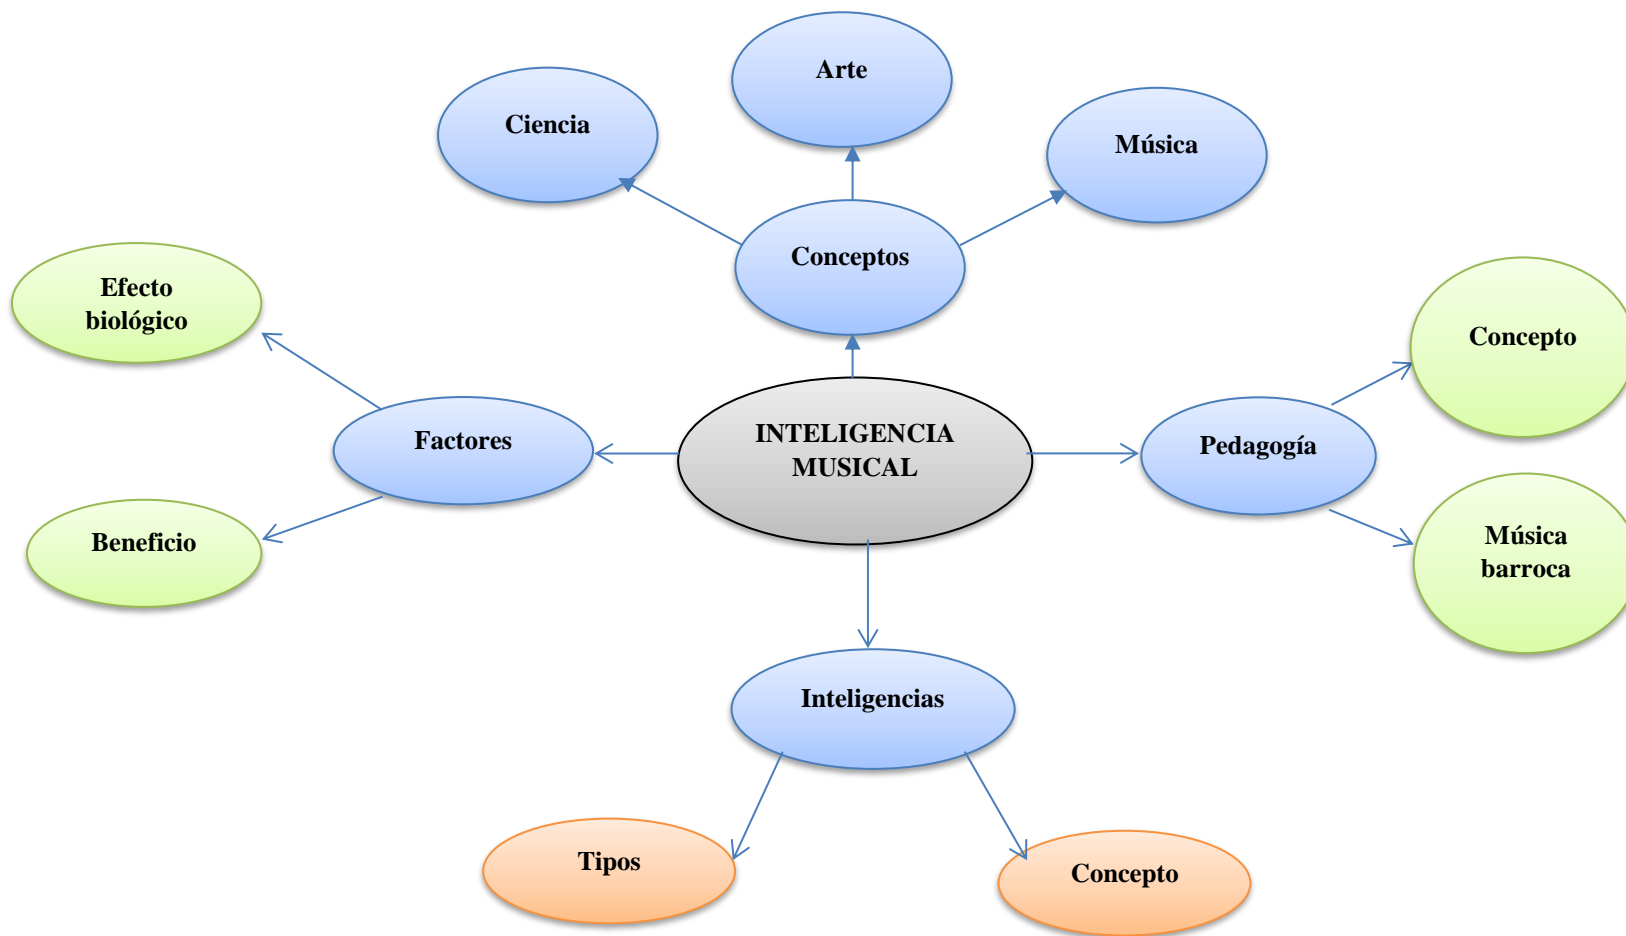 Arte
Ciencia
Música
Conceptos
Efecto
biológico
Concepto
Factores
INTELIGENCIA
MUSICAL
Pedagogía
Beneficio
Música
barroca
Inteligencias
Tipos
Concepto